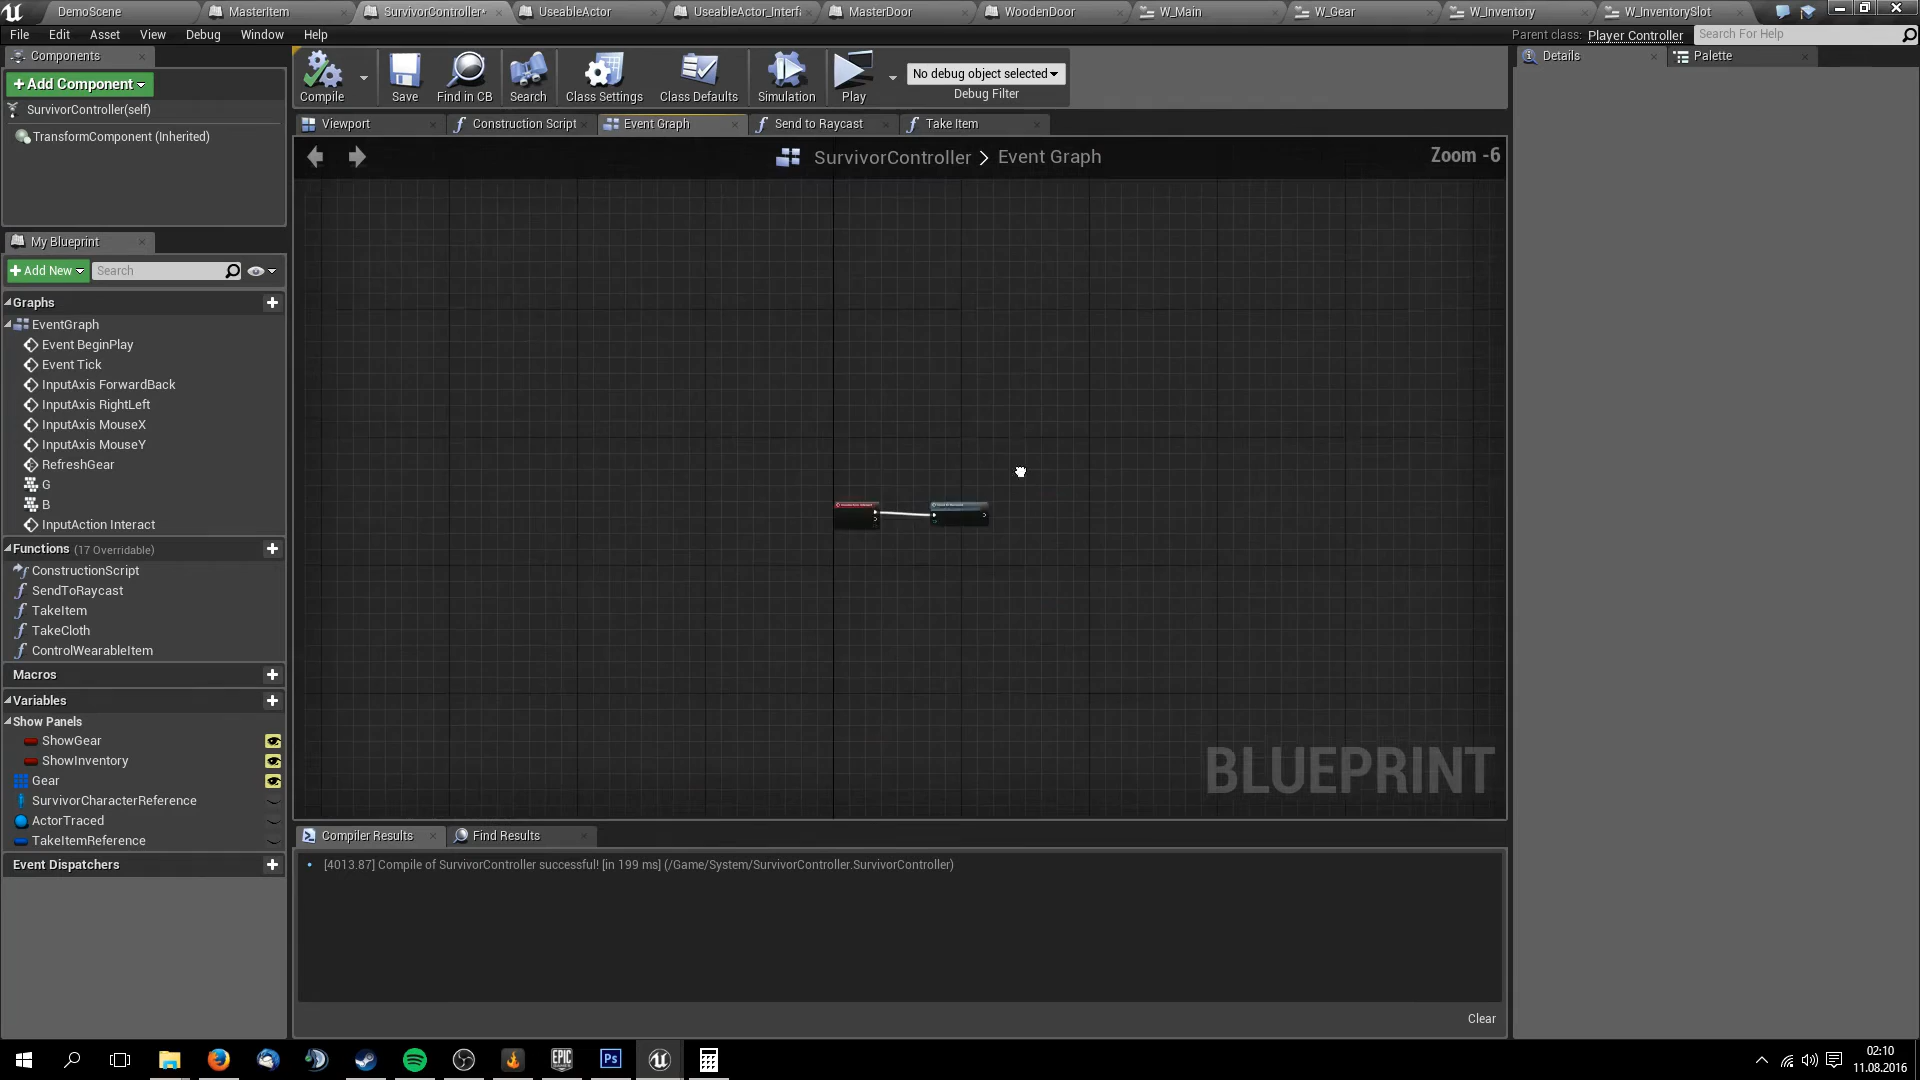 DemoScene
MasterItem
SurvivorController*
UseableActor
UseableActor_Interfa
MasterDoor
WoodenDoor
W_Main
W_Gear
W_Inventory
W_InventorySlot
File Edit Asset View Debug Window Help
Parent class: Player Controller
Search For Help
Components
Add Component
SurvivorController(self)
TransformComponent (Inherited)
Compile
Save
Find in CB
Search
Class Settings
Class Defaults
Simulation
Play
No debug object selected
Debug Filter
Details
Palette
Viewport
Construction Script
Event Graph
Send to Raycast
Take Item
SurvivorController > Event Graph
Zoom -6
My Blueprint
Add New
Search
Graphs
EventGraph
Event BeginPlay
Event Tick
InputAxis ForwardBack
InputAxis RightLeft
InputAxis MouseX
InputAxis MouseY
RefreshGear
G
B
InputAction Interact
Functions (17 Overridable)
ConstructionScript
SendToRaycast
TakeItem
TakeCloth
ControlWearableItem
Macros
Variables
Show Panels
ShowGear
ShowInventory
Gear
SurvivorCharacterReference
ActorTraced
TakeItemReference
Event Dispatchers
BLUEPRINT
Compiler Results
Find Results
[4013.87] Compile of SurvivorController successful! [in 199 ms] (/Game/System/SurvivorController.SurvivorController)
Clear
EPIC
Ps
02:10
11.08.2016